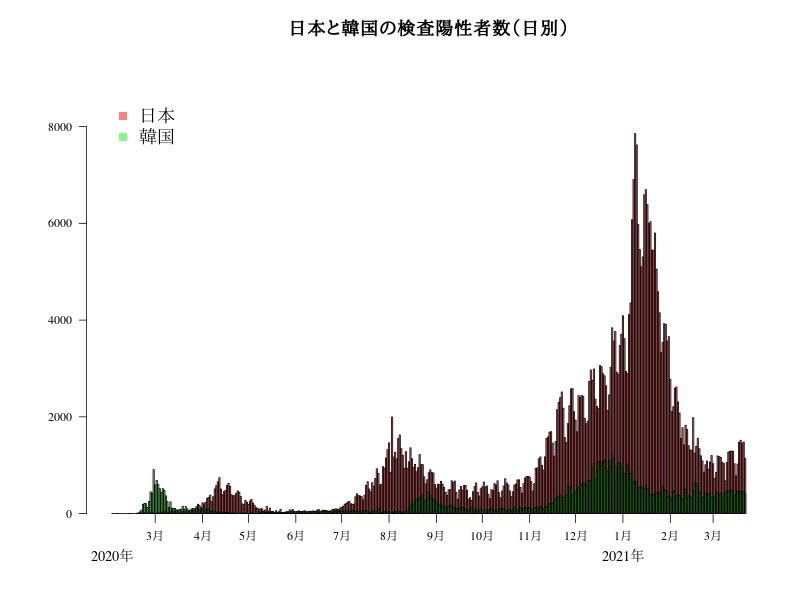 日本と韓国の検査陽性者数(日別)
日本
韓国
8000
6000
4000
2000
0
3月 4月 5月 6月 7月 8月 9月 10月 11月 12月 1月 2月 3月
2020年 2021年